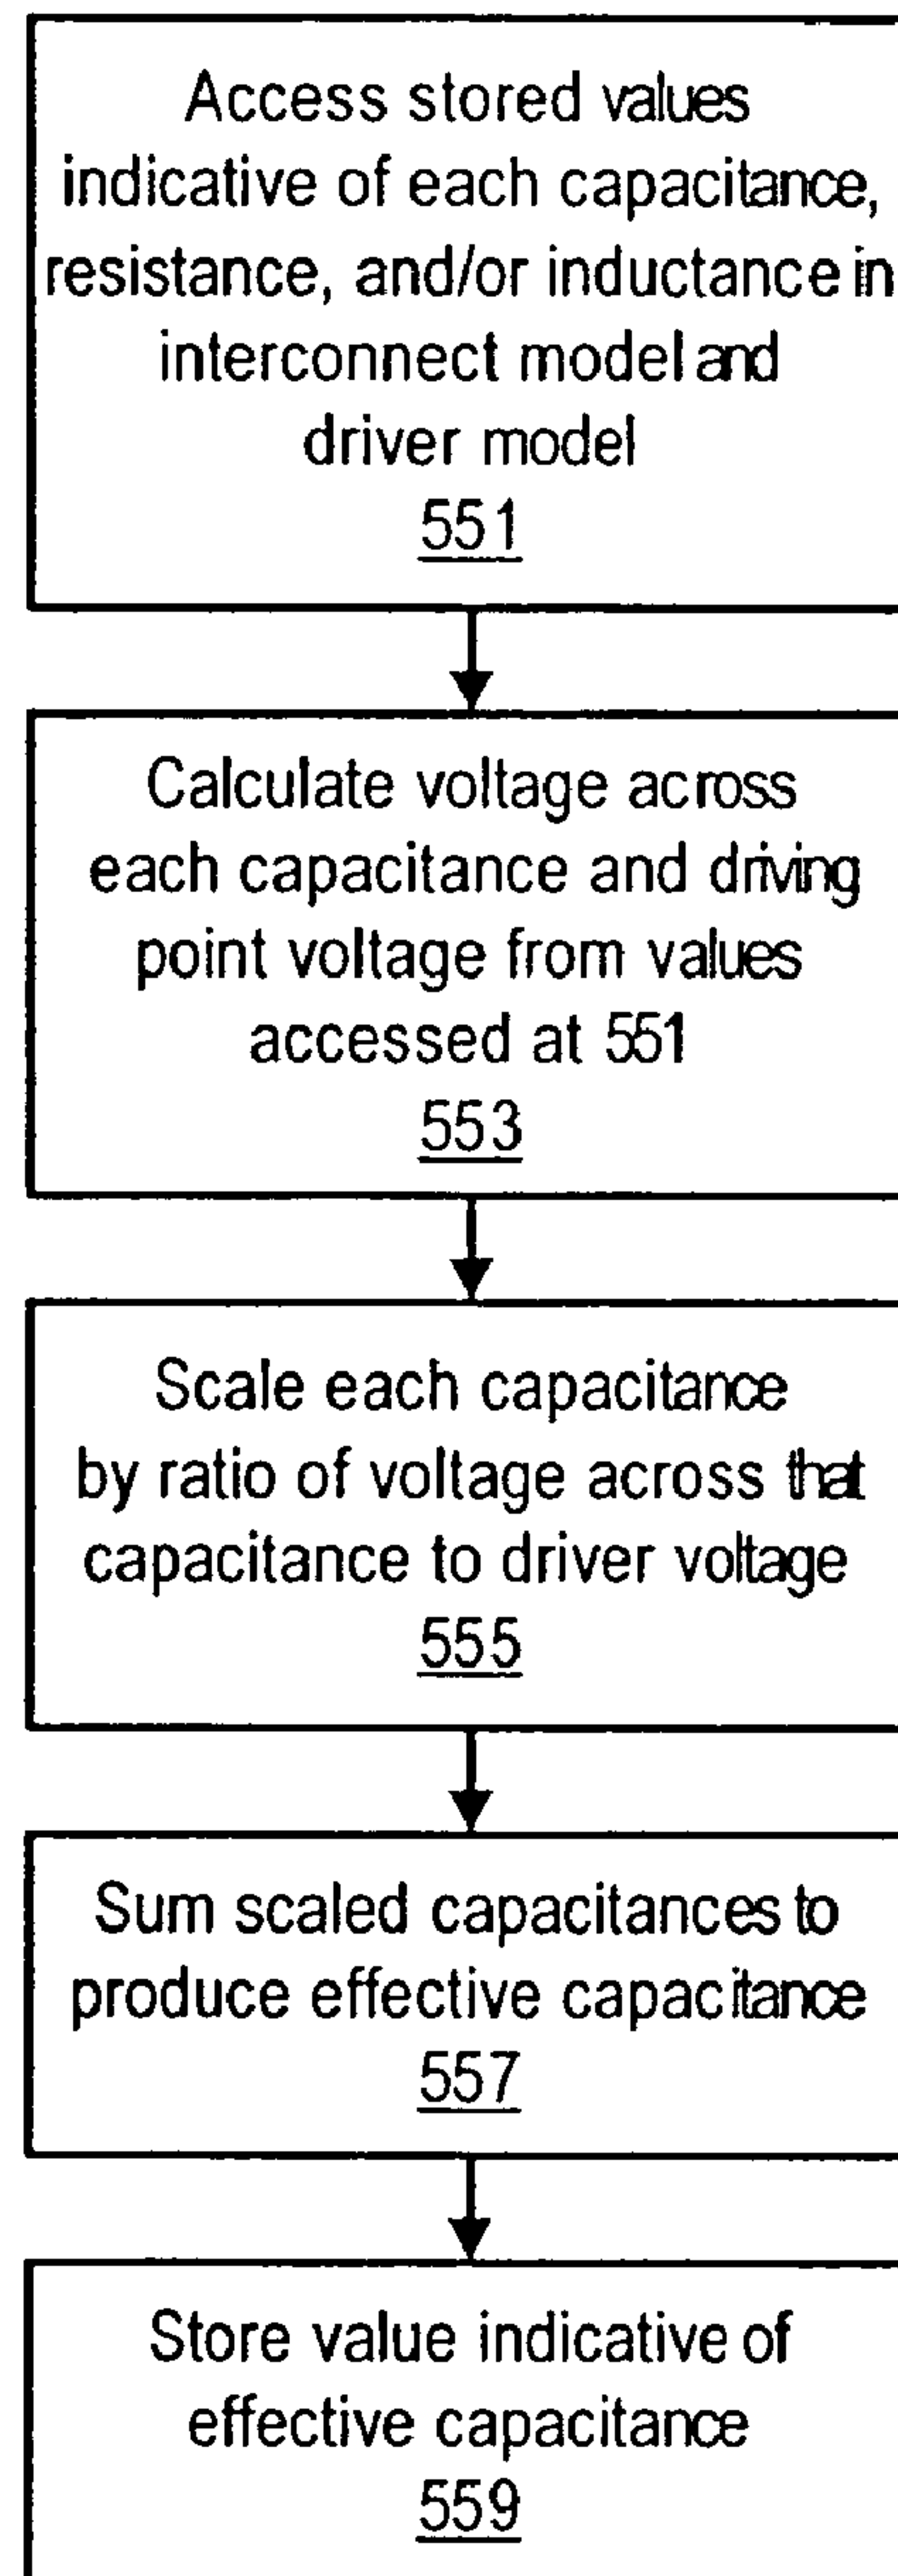 Access stored values
indicative of each capacitance,
resistance, and/or inductance in
interconnect model and
driver model
551
Calculate voltage across
each capacitance and driving
point voltage from values
accessed at 551
553
Scale each capacitance
by ratio of voltage across that
capacitance to driver voltage
555
Sum scaled capacitances to
produce effective capacitance
557
Store value indicative of
effective capacitance
559